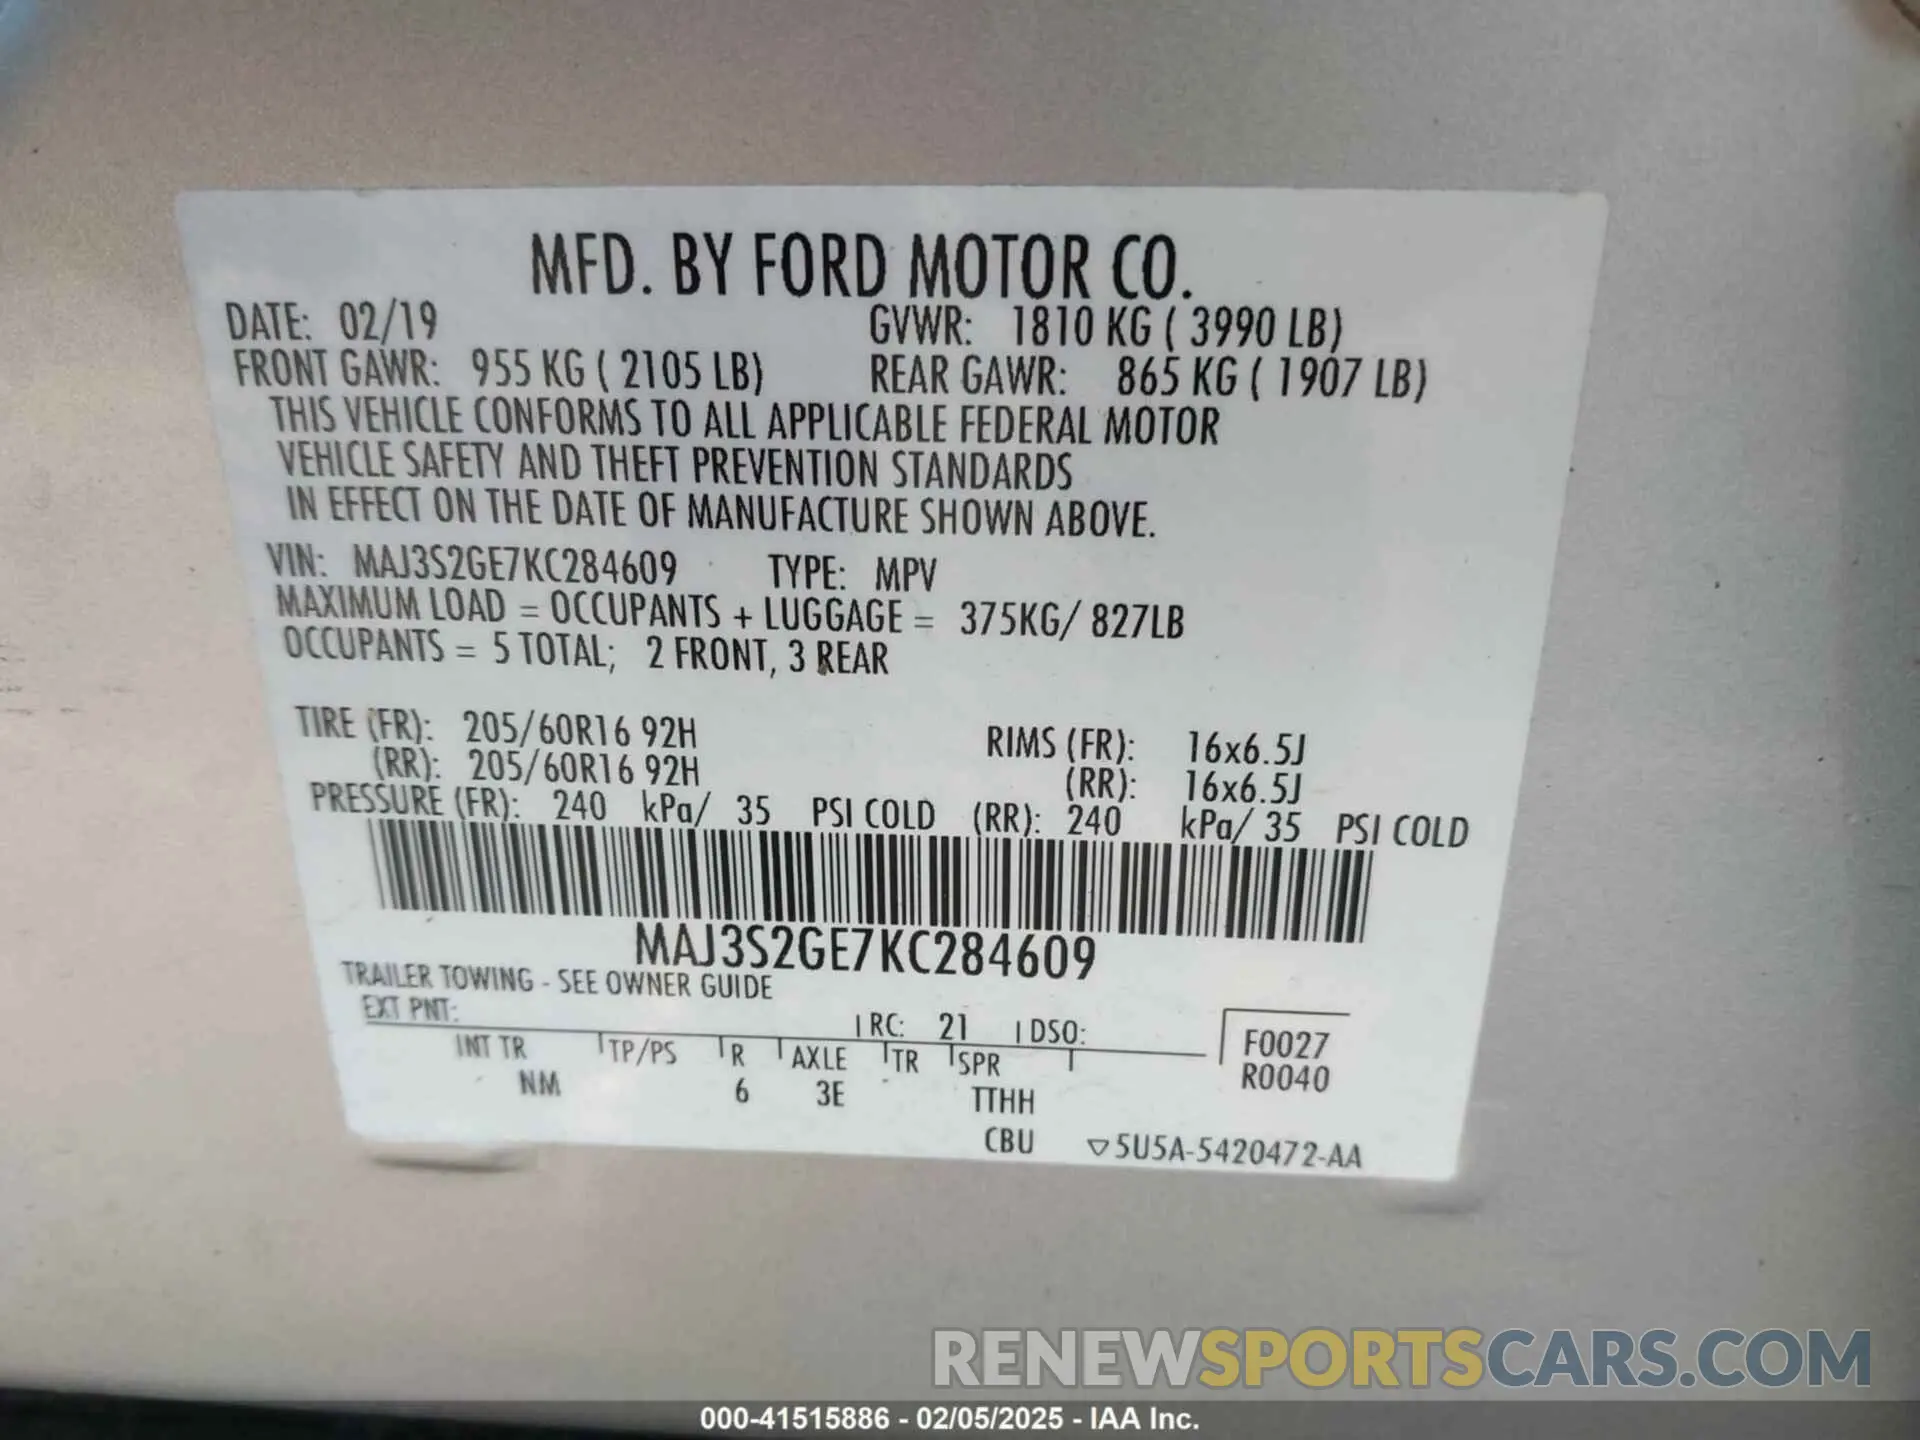 MFD. BY FORD MOTOR CO.
DATE: 02/19 GVWR: 1810 KG ( 3990 LB)
FRONT GAWR: 955 KG ( 2105 LB) REAR GAWR: 865 KG ( 1907 LB)
THIS VEHICLE CONFORMS TO ALL APPLICABLE FEDERAL MOTOR
VEHICLE SAFETY AND THEFT PREVENTION STANDARDS
IN EFFECT ON THE DATE OF MANUFACTURE SHOWN ABOVE.
VIN: MAJ3S2GE7KC284609 TYPE: MPV
MAXIMUM LOAD = OCCUPANTS + LUGGAGE = 375KG/ 827LB
OCCUPANTS = 5 TOTAL; 2 FRONT, 3 REAR
TIRE (FR): 205/60R16 92H RIMS (FR): 16x6.5J
(RR): 205/60R16 92H (RR): 16x6.5J
PRESSURE (FR): 240 kPa/ 35 PSI COLD (RR): 240 kPa/ 35 PSI COLD
MAJ3S2GE7KC284609
TRAILER TOWING - SEE OWNER GUIDE
EXT PNT: RC: 21 DSO: F0027
INT TR TP/PS R AXLE TR SPR R0040
NM 6 3E TTHH
CBU ▽5U5A-5420472-AA
RENEWSPORTSCARS.COM
000-41515886 - 02/05/2025 - IAA Inc.